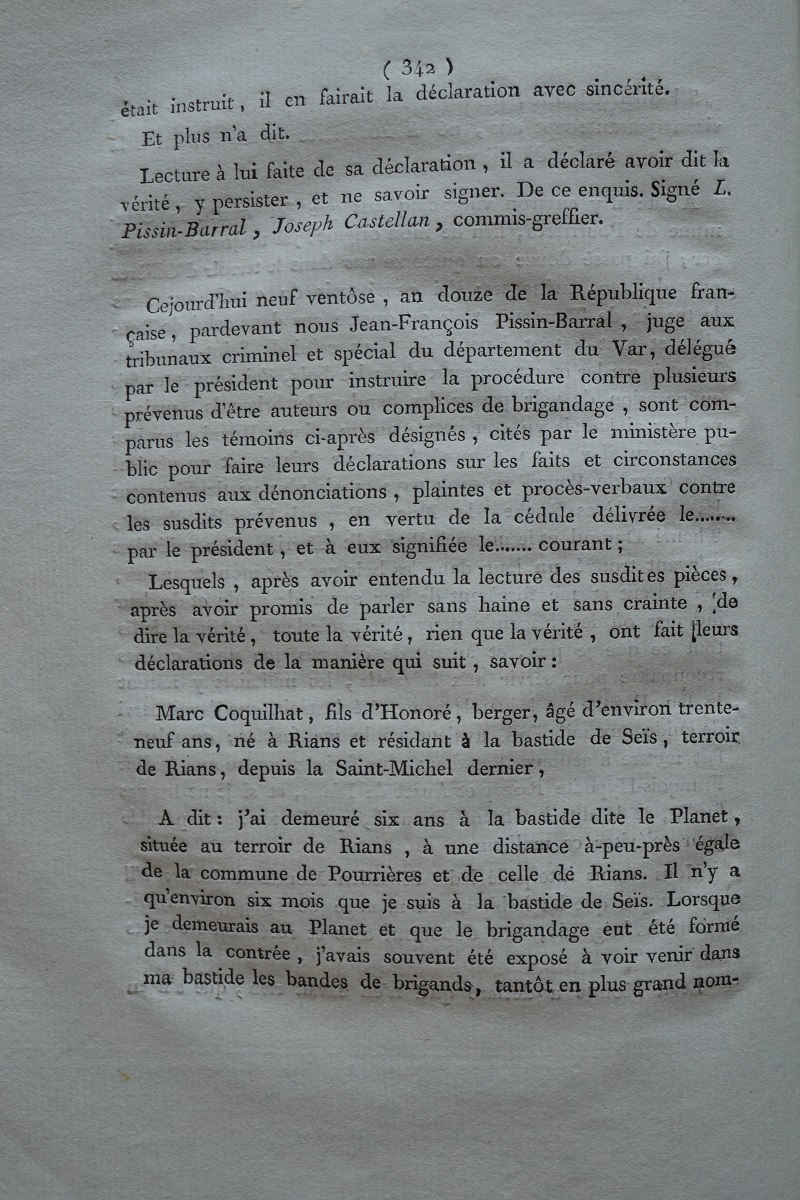 ( 342 )
était instruit, il en fairait la déclaration avec sincérité.
Et plus n'a dit.
Lecture à lui faite de sa déclaration, il a déclaré avoir dit la
vérité, y persister, et ne savoir signer. De ce enquis. Signé L.
Pissin-Barral, Joseph Castellan, commis-greffier.
Cejourd'hui neuf ventôse, an douze de la République fran-
çaise, pardevant nous Jean-François Pissin-Barral, juge aux
tribunaux criminel et spécial du département du Var, délégué
par le président pour instruire la procédure contre plusieurs
prévenus d'être auteurs ou complices de brigandage, sont com-
parus les témoins ci-après désignés, cités par le ministère pu-
blic pour faire leurs déclarations sur les faits et circonstances
contenus aux dénonciations, plaintes et procès-verbaux contre
les susdits prévenus, en vertu de la cédule délivrée le........
par le président, et à eux signifiée le....... courant;
Lesquels, après avoir entendu la lecture des susdites pièces,
après avoir promis de parler sans haine et sans crainte, de
dire la vérité, toute la vérité, rien que la vérité, ont fait leurs
déclarations de la manière qui suit, savoir:
Marc Coquilhat, fils d'Honoré, berger, âgé d'environ trente-
neuf ans, né à Rians et résidant à la bastide de Seïs, terroir
de Rians, depuis la Saint-Michel dernier,
A dit: j'ai demeuré six ans à la bastide dite le Planet,
située au terroir de Rians, à une distance à-peu-près égale
de la commune de Pourrières et de celle de Rians. Il n'y a
qu'environ six mois que je suis à la bastide de Seïs. Lorsque
je demeurais au Planet et que le brigandage eut été formé
dans la contrée, j'avais souvent été exposé à voir venir dans
ma bastide les bandes de brigands, tantôt en plus grand nom-